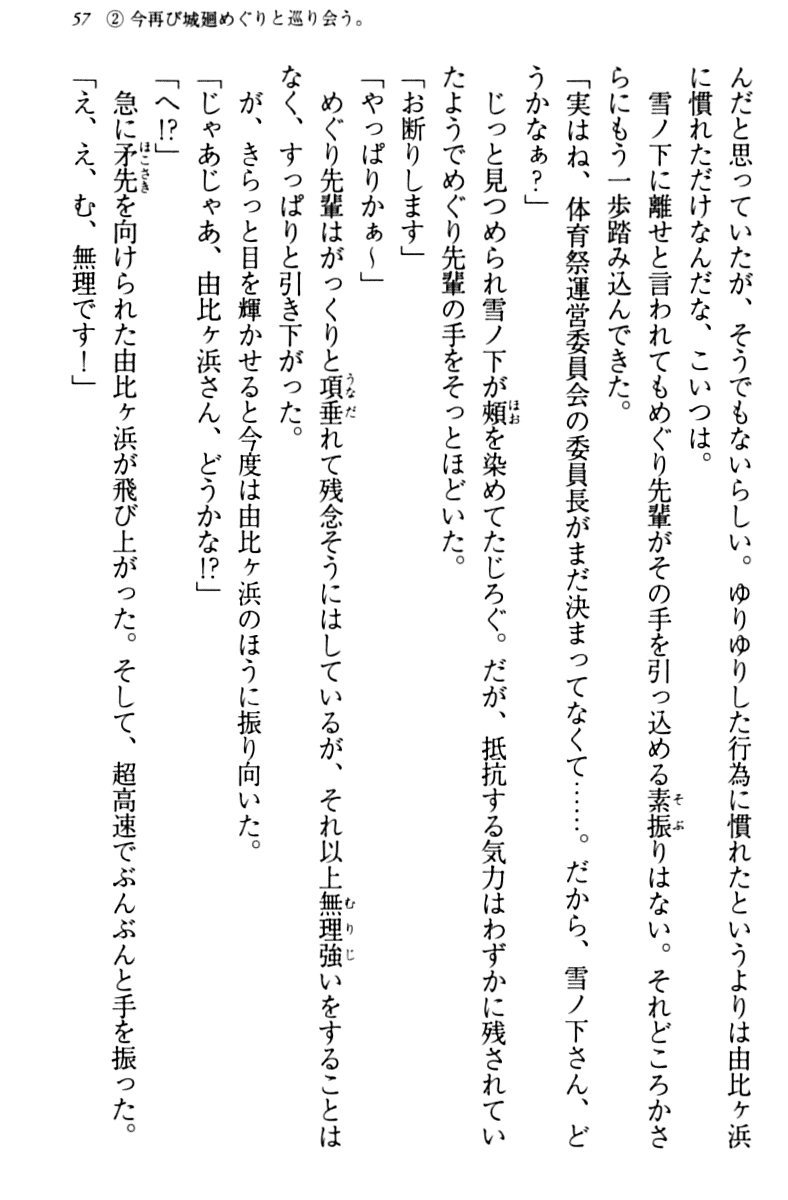 57 ② 今再び城廻めぐりと巡り会う。
んだと思っていたが、そうでもないらしい。ゆりゆりした行為に慣れたというよりは由比ヶ浜
に慣れただけなんだな、こいつは。
雪ノ下に離せと言われてもめぐり先輩がその手を引っ込める素振りはない。それどころかさ
らにもう一歩踏み込んできた。
「実はね、体育祭運営委員会の委員長がまだ決まってなくて……。だから、雪ノ下さん、ど
うかなぁ？」
じっと見つめられ雪ノ下が頰を染めてたじろぐ。だが、抵抗する気力はわずかに残されてい
たようでめぐり先輩の手をそっとほどいた。
「お断りします」
「やっぱりかぁ～」
めぐり先輩はがっくりと項垂れて残念そうにはしているが、それ以上無理強いをすることは
なく、すっぱりと引き下がった。
が、きらっと目を輝かせると今度は由比ヶ浜のほうに振り向いた。
「じゃあじゃあ、由比ヶ浜さん、どうかな!?」
「へ!?」
急に矛先を向けられた由比ヶ浜が飛び上がった。そして、超高速でぶんぶんと手を振った。
「え、え、む、無理です！」